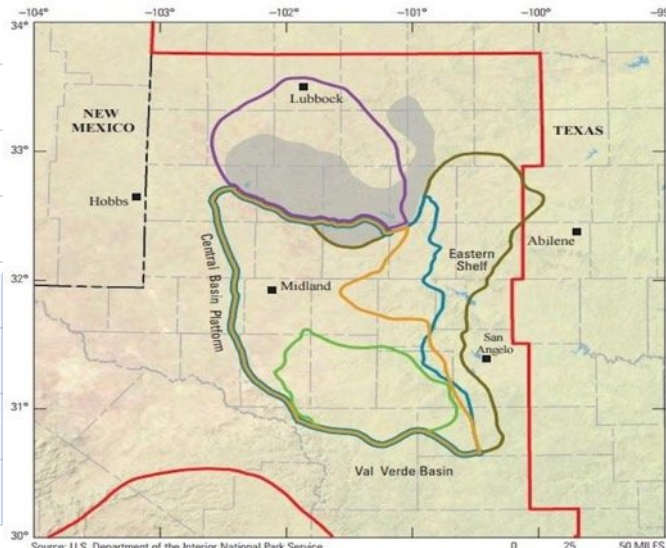 −104°
−103°
−102°
−101°
−100°
−99
34°
33°
32°
31°
30°
NEW
MEXICO
TEXAS
Lubbock
Hobbs
Abilene
Central Basin Platform
Midland
Eastern
Shelf
San
Angelo
Val Verde Basin
Source: U.S. Department of the Interior National Park Service
0 25 50 MILES